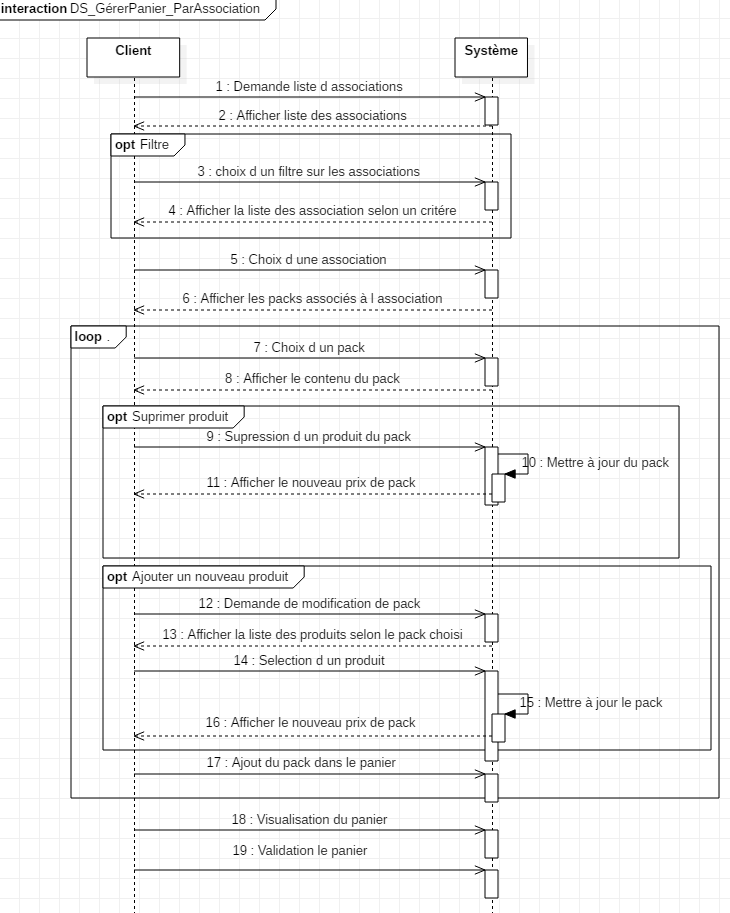 interaction DS_GérerPanier_ParAssociation
Client
Système
1 : Demande liste d associations
2 : Afficher liste des associations
opt Filtre
3 : choix d un filtre sur les associations
4 : Afficher la liste des association selon un critére
5 : Choix d une association
6 : Afficher les packs associés à l association
loop .
7 : Choix d un pack
8 : Afficher le contenu du pack
opt Suprimer produit
9 : Supression d un produit du pack
10 : Mettre à jour du pack
11 : Afficher le nouveau prix de pack
opt Ajouter un nouveau produit
12 : Demande de modification de pack
13 : Afficher la liste des produits selon le pack choisi
14 : Selection d un produit
15 : Mettre à jour le pack
16 : Afficher le nouveau prix de pack
17 : Ajout du pack dans le panier
18 : Visualisation du panier
19 : Validation le panier